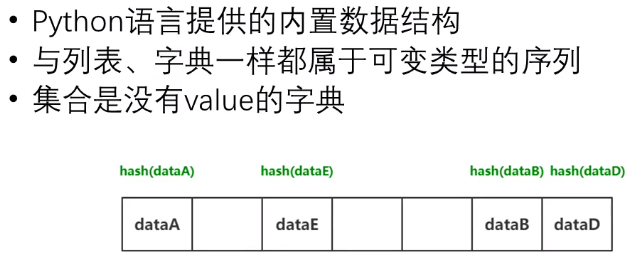 • Python语言提供的内置数据结构
• 与列表、字典一样都属于可变类型的序列
• 集合是没有value的字典
hash(dataA) hash(dataE) hash(dataB) hash(dataD)
dataA dataE dataB dataD